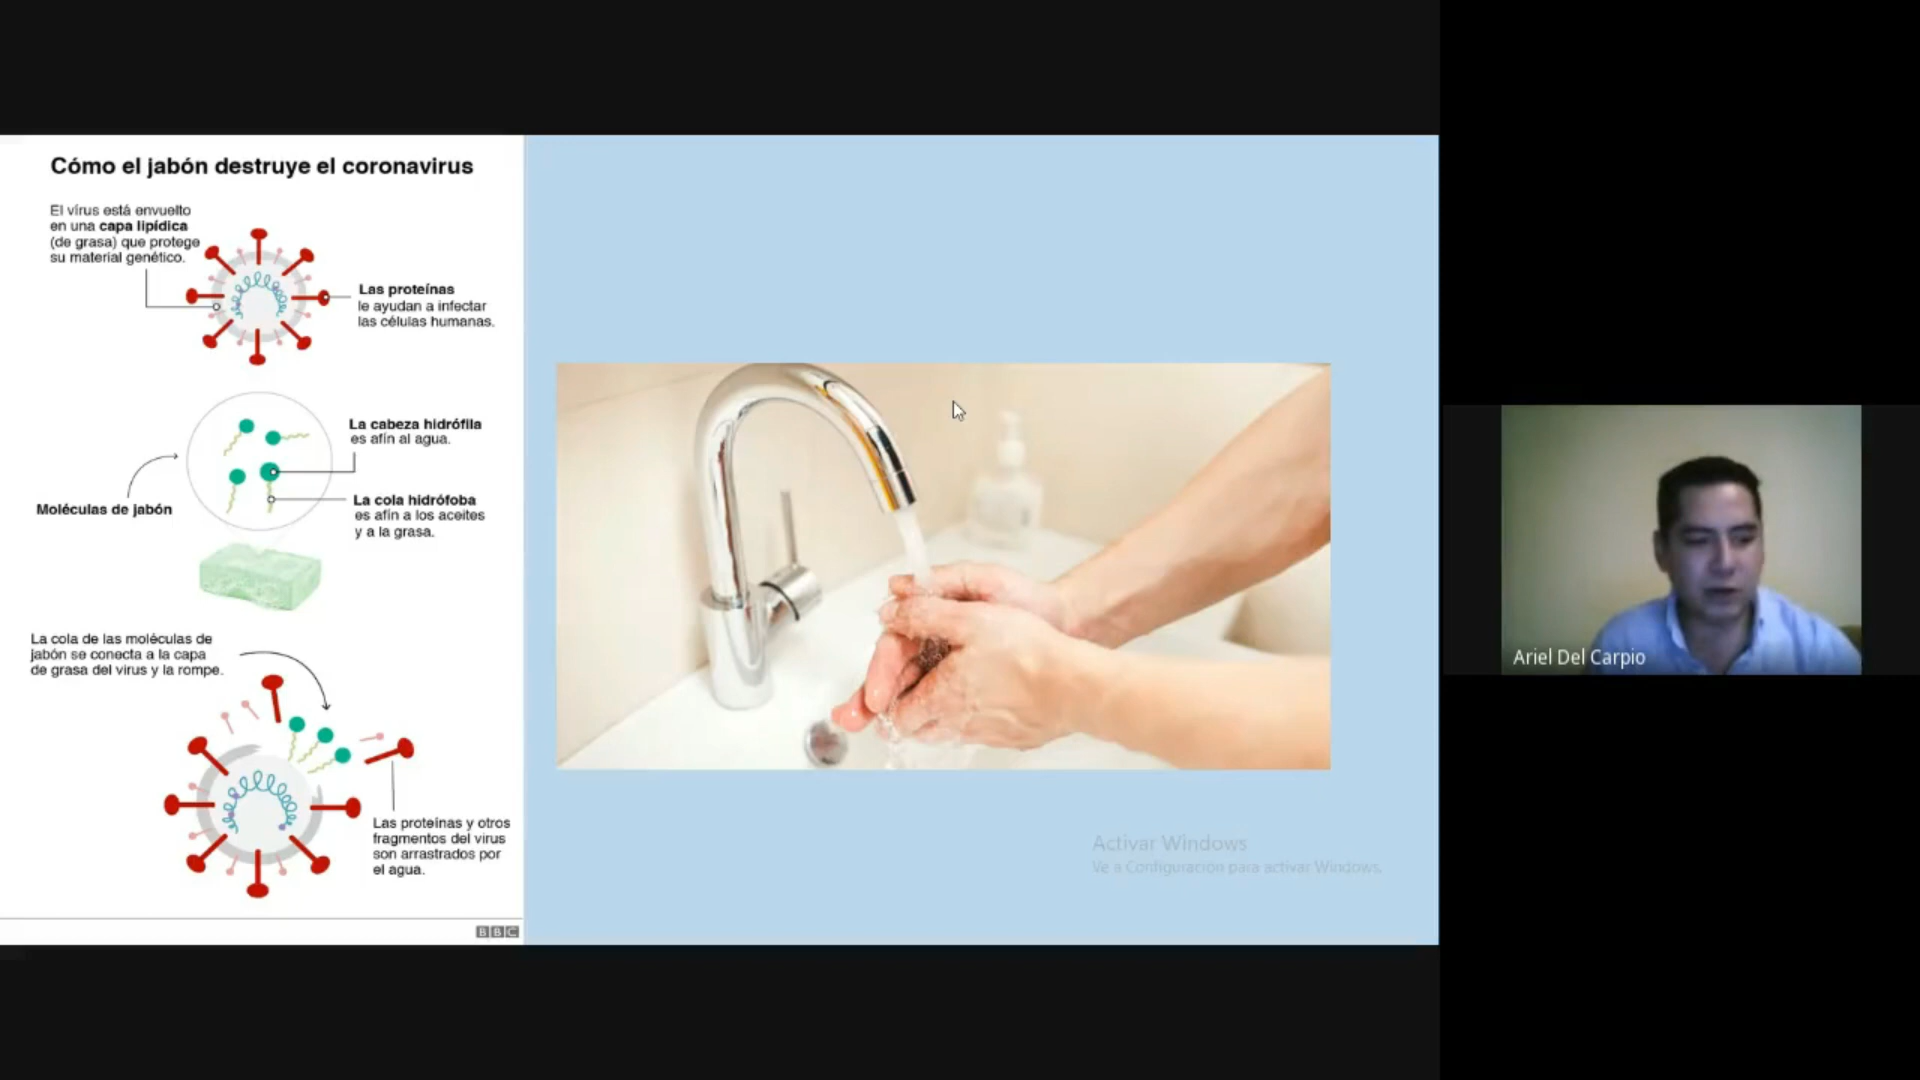 Cómo el jabón destruye el coronavirus
El vírus está envuelto
en una capa lipídica
(de grasa) que protege
su material genético.
Las proteínas
le ayudan a infectar
las células humanas.
La cabeza hidrófila
es afín al agua.
Moléculas de jabón
La cola hidrófoba
es afín a los aceites
y a la grasa.
La cola de las moléculas de
jabón se conecta a la capa
de grasa del virus y la rompe.
Las proteínas y otros
fragmentos del virus
son arrastrados por
el agua.
BBC
Activar Windows
Ve a Configuración para activar Windows.
Ariel Del Carpio